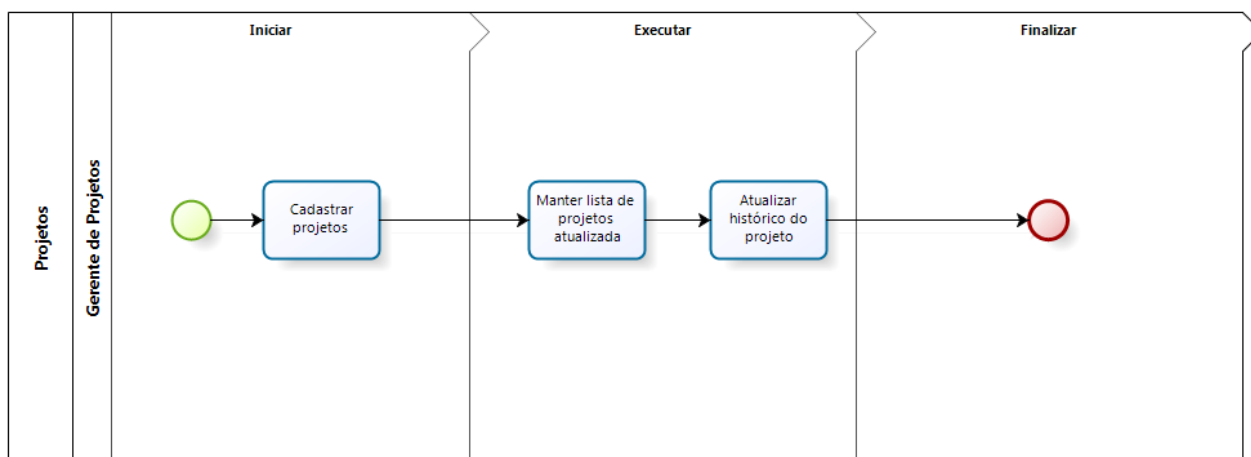 Iniciar
Executar
Finalizar
Projetos
Gerente de Projetos
Cadastrar
projetos
Manter lista de
projetos
atualizada
Atualizar
histórico do
projeto